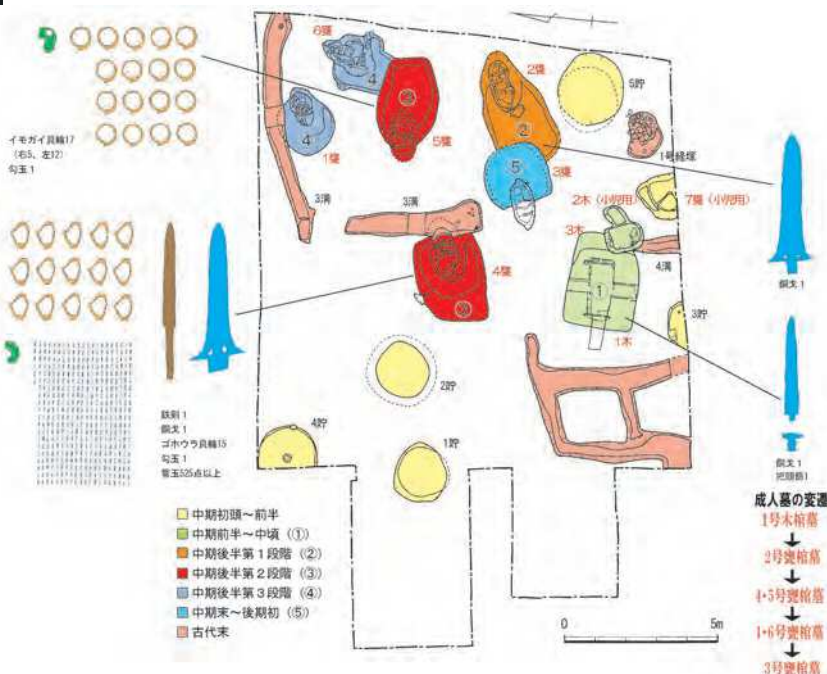 6甕
2甕
5貯
イモガイ貝輪17
(右5、左12)
勾玉1
④
③
④
②
1甕
5甕
⑤
3甕
1号経塚
3溝
2木(小児用)
7甕(小児用)
3溝
3木
銅戈1
4甕
4溝
①
③
3貯
1木
2貯
鉄剣1
銅戈1
ゴホウラ貝輪15
勾玉1
管玉525点以上
4貯
1貯
把頭飾1
成人墓の変遷
1号木棺墓
↓
2号甕棺墓
↓
4・5号甕棺墓
↓
1・6号甕棺墓
↓
3号甕棺墓
中期初頭~前半
中期前半~中頃(①)
中期後半第1段階(②)
中期後半第2段階(③)
中期後半第3段階(④)
中期末~後期初(⑤)
古代末
0 5m